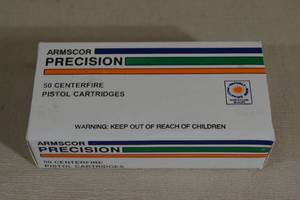 ARMSCOR
PRECISION
50 CENTERFIRE
PISTOL CARTRIDGES
WARNING: KEEP OUT OF REACH OF CHILDREN
ARMSCOR
PRECISION
50 CENTERFIRE
PISTOL CARTRIDGES